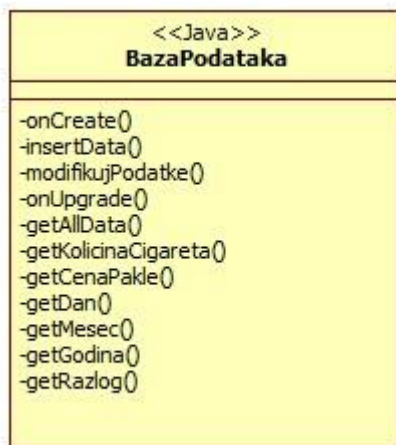 <<Java>>
BazaPodataka
-onCreate()
-insertData()
-modifikujPodatke()
-onUpgrade()
-getAllData()
-getKolicinaCigareta()
-getCenaPakle()
-getDan()
-getMesec()
-getGodina()
-getRazlog()